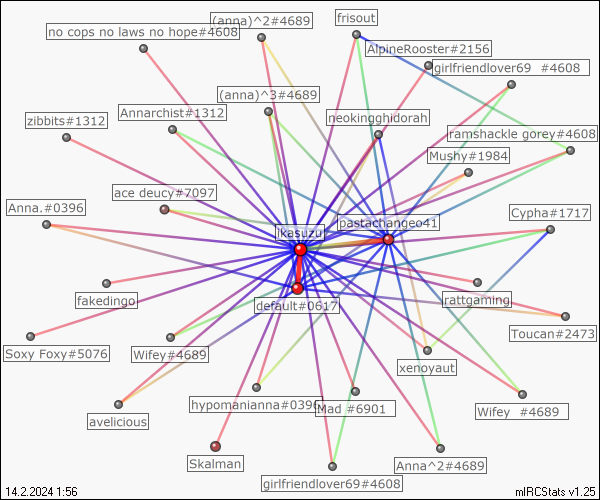 (anna)^2#4689
frisout
no cops no laws no hope#4608
AlpineRooster#2156
girlfriendlover69 #4608
(anna)^3#4689
zibbits#1312
Annarchist#1312
neokingghidorah
ramshackle gorey#4608
Mushy#1984
ace deucy#7097
Anna.#0396
pastachangeo41
Cypha#1717
ikasuzu
fakedingo
rattgaming
default#0617
Toucan#2473
Soxy Foxy#5076
Wifey#4689
xenoyaut
hypomanianna#0396
Mad #6901
Wifey #4689
avelicious
Skalman
Anna^2#4689
girlfriendlover69#4608
14.2.2024 1:56
mIRCStats v1.25